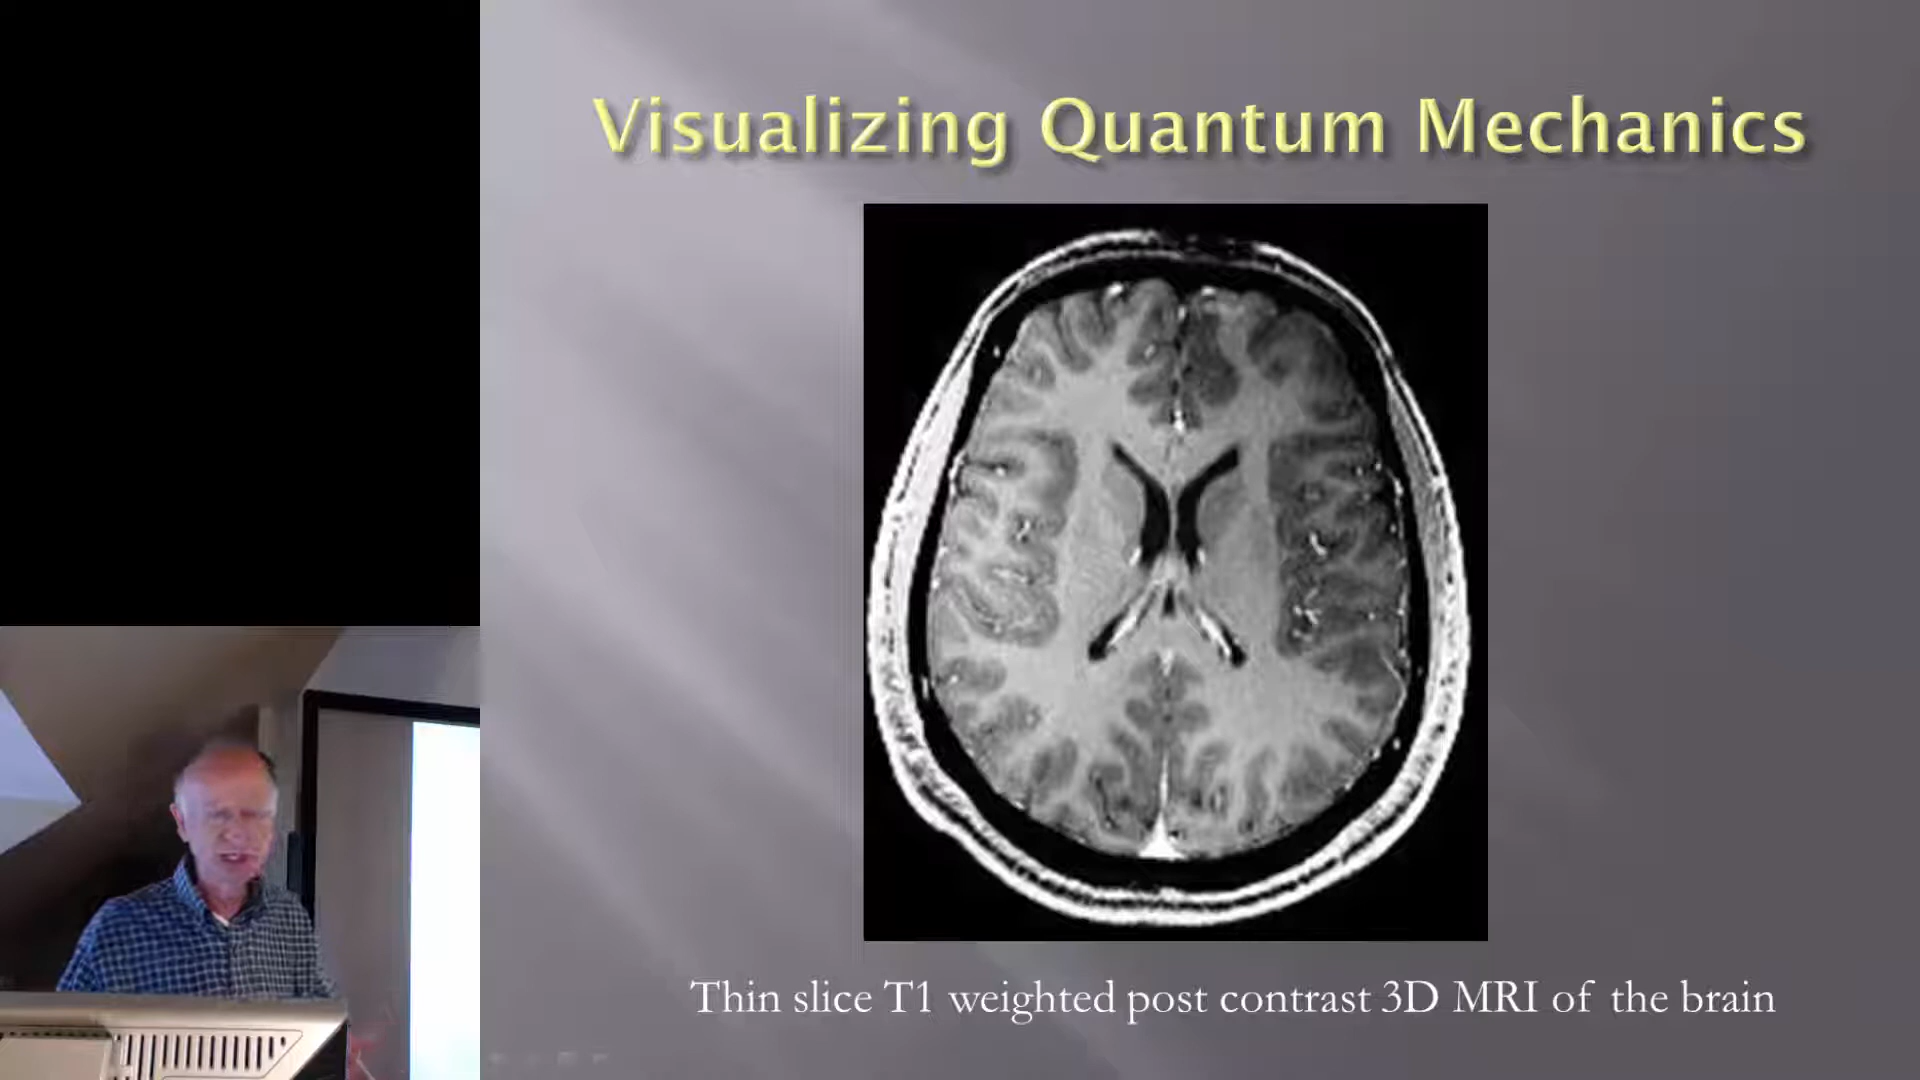 Visualizing Quantum Mechanics
Thin slice T1 weighted post contrast 3D MRI of the brain